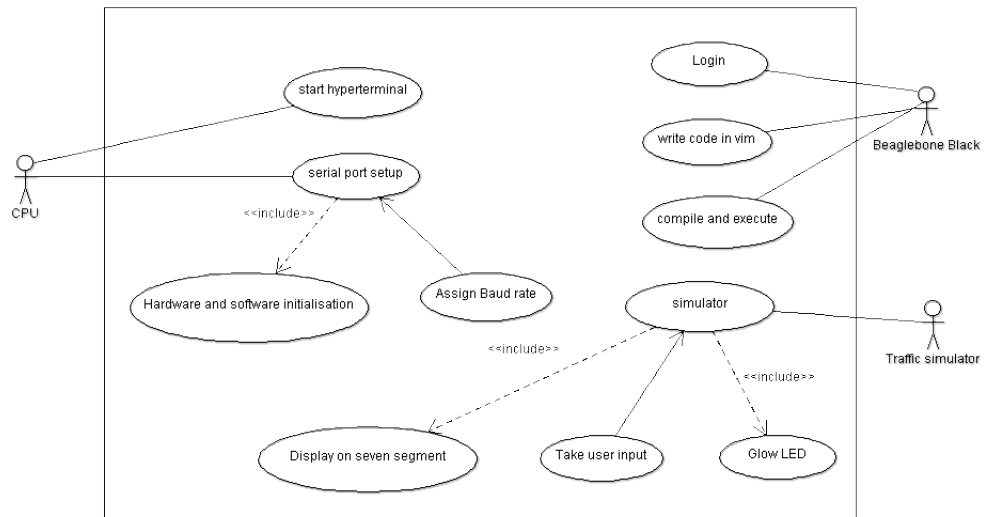 Login
start hyperterminal
write code in vim
Beaglebone Black
serial port setup
CPU
<<include>>
compile and execute
Hardware and software initialisation
Assign Baud rate
simulator
<<include>>
Traffic simulator
<<include>>
Display on seven segment
Take user input
Glow LED